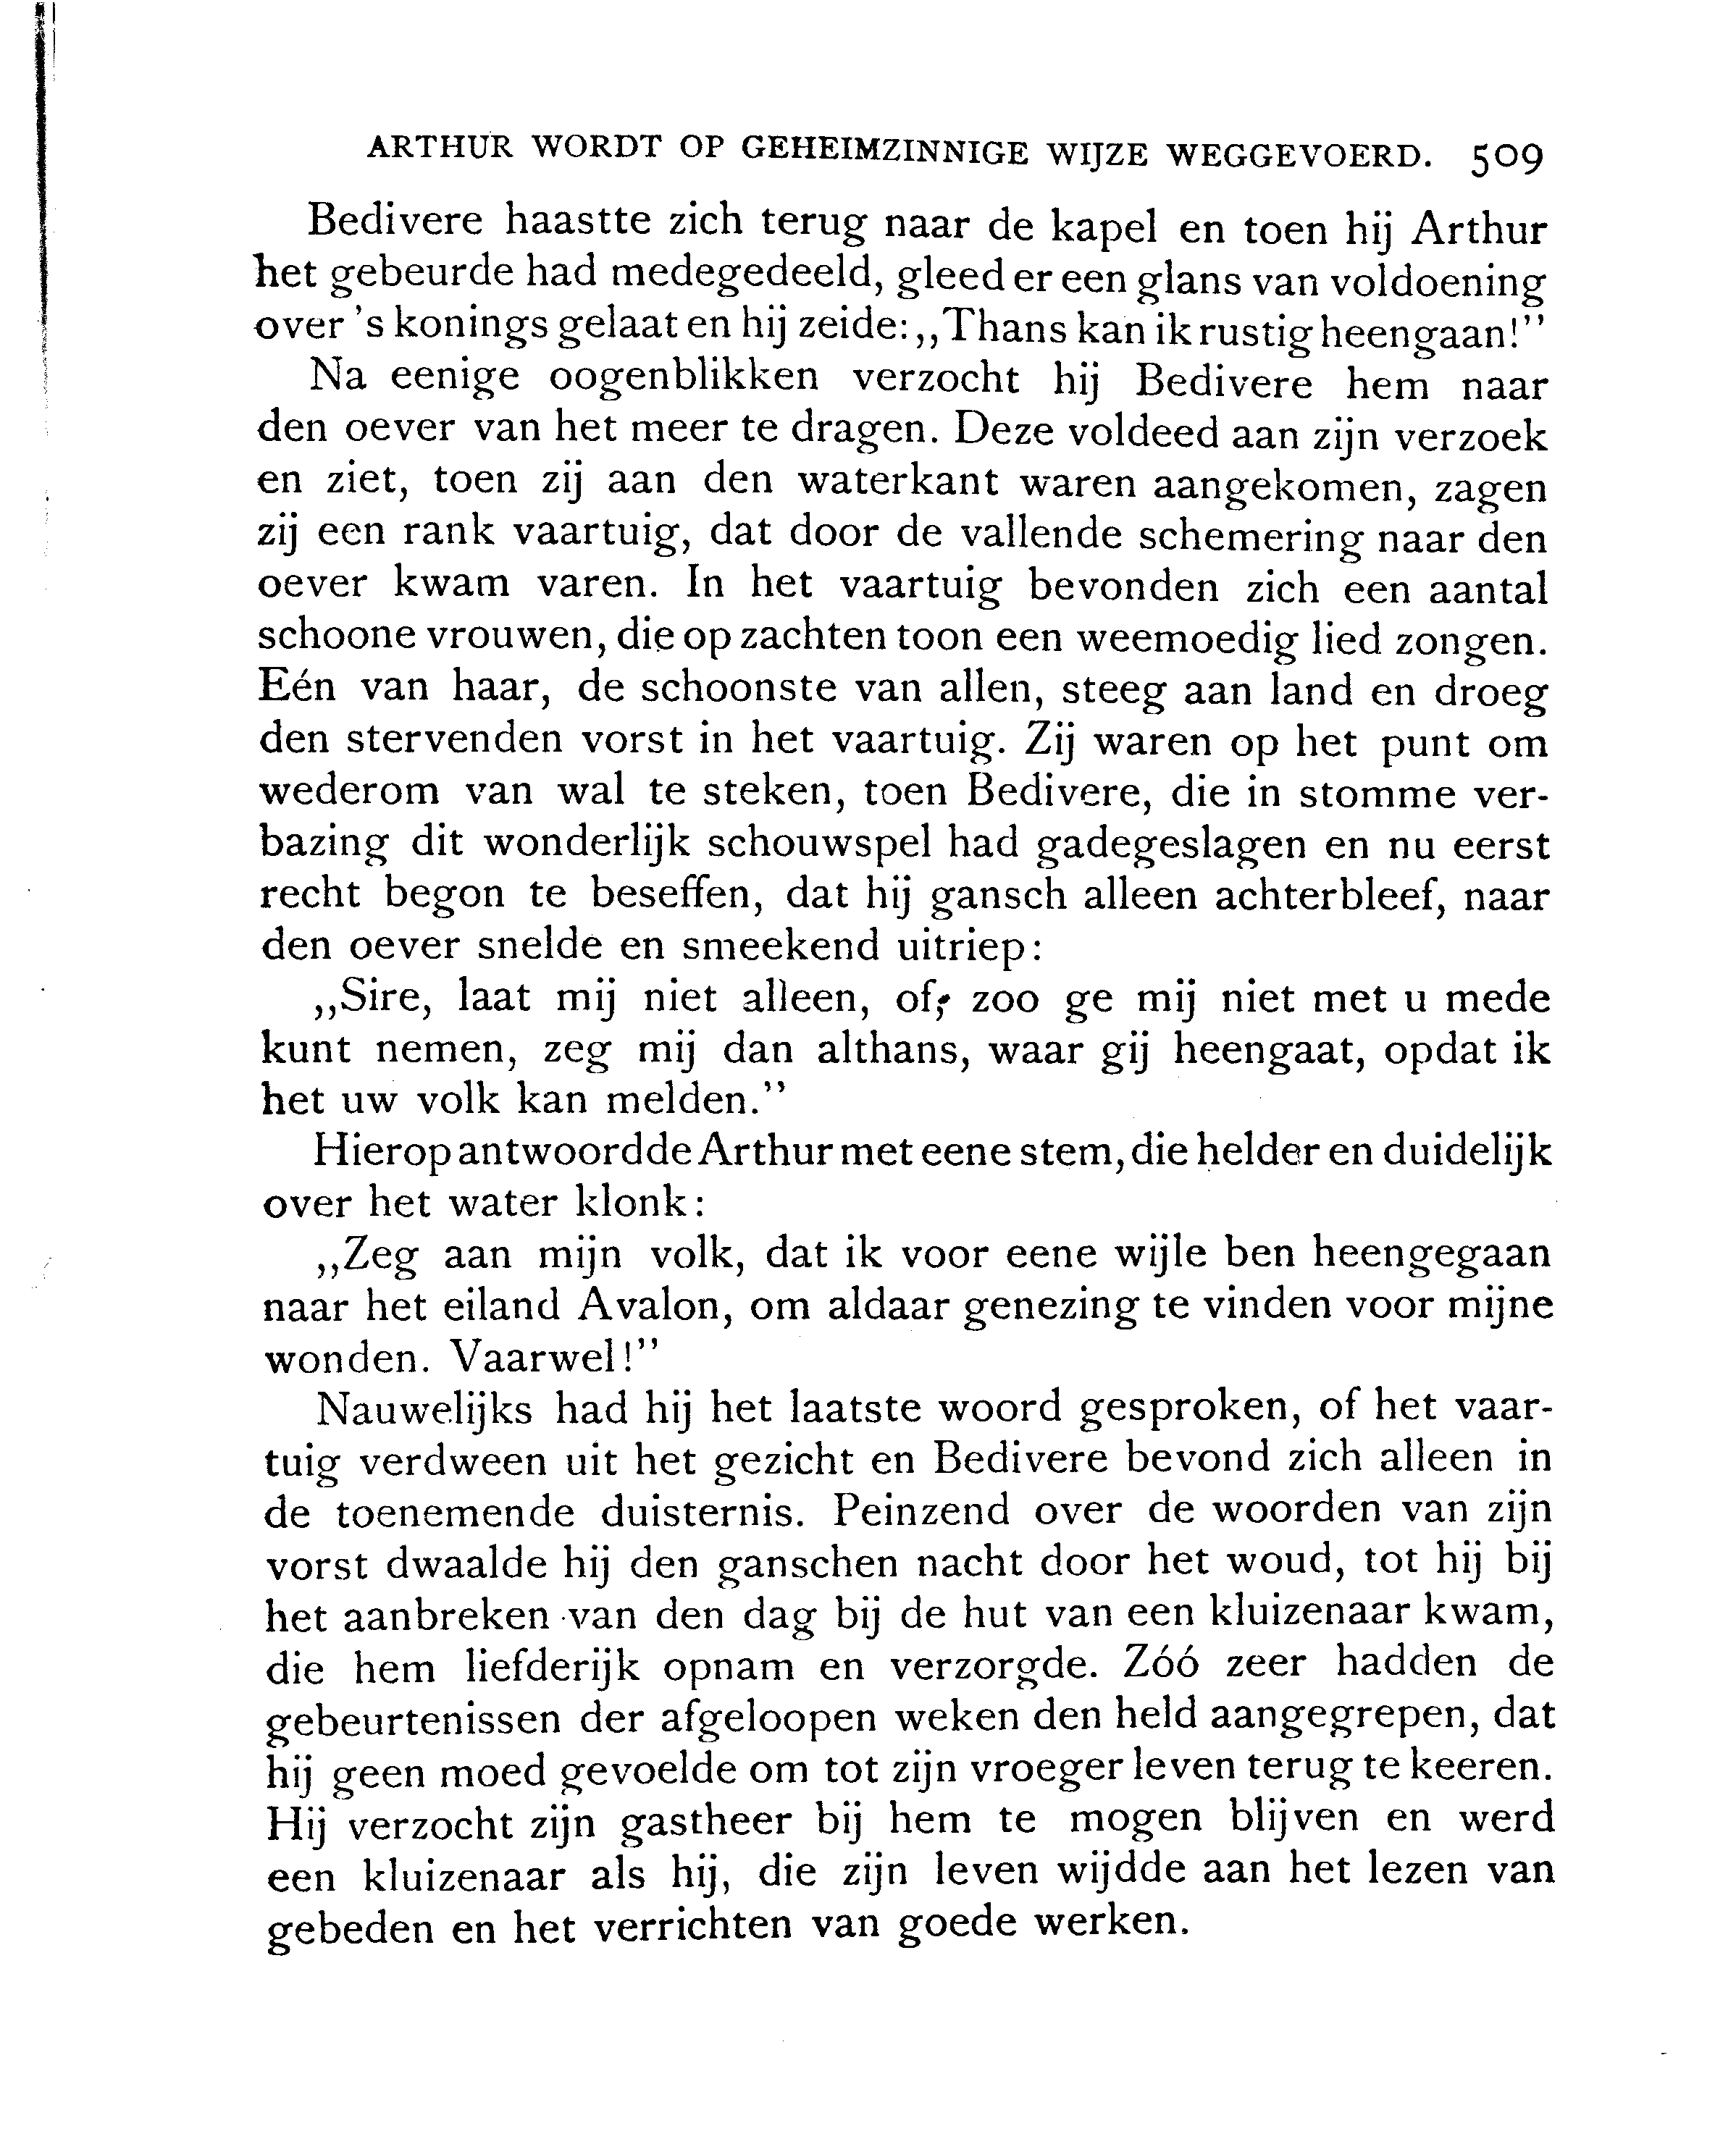 ARTHUR WORDT OP GEHEIMZINNIGE WIJZE WEGGEVOERD. 509
Bedivere haastte zich terug naar de kapel en toen hij Arthur
het gebeurde had medegedeeld, gleed er een glans van voldoening
over 's konings gelaat en hij zeide: ,,Thans kan ik rustig heengaan!"
Na eenige oogenblikken verzocht hij Bedivere hem naar
den oever van het meer te dragen. Deze voldeed aan zijn verzoek
en ziet, toen zij aan den waterkant waren aangekomen, zagen
zij een rank vaartuig, dat door de vallende schemering naar den
oever kwam varen. In het vaartuig bevonden zich een aantal
schoone vrouwen, die op zachten toon een weemoedig lied zongen.
Eén van haar, de schoonste van allen, steeg aan land en droeg
den stervenden vorst in het vaartuig. Zij waren op het punt om
wederom van wal te steken, toen Bedivere, die in stomme ver-
bazing dit wonderlijk schouwspel had gadegeslagen en nu eerst
recht begon te beseffen, dat hij gansch alleen achterbleef, naar
den oever snelde en smeekend uitriep:
,,Sire, laat mij niet alleen, of, zoo ge mij niet met u mede
kunt nemen, zeg mij dan althans, waar gij heengaat, opdat ik
het uw volk kan melden."
Hierop antwoordde Arthur met eene stem, die helder en duidelijk
over het water klonk:
,,Zeg aan mijn volk, dat ik voor eene wijle ben heengegaan
naar het eiland Avalon, om aldaar genezing te vinden voor mijne
wonden. Vaarwel!"
Nauwelijks had hij het laatste woord gesproken, of het vaar-
tuig verdween uit het gezicht en Bedivere bevond zich alleen in
de toenemende duisternis. Peinzend over de woorden van zijn
vorst dwaalde hij den ganschen nacht door het woud, tot hij bij
het aanbreken van den dag bij de hut van een kluizenaar kwam,
die hem liefderijk opnam en verzorgde. Zóó zeer hadden de
gebeurtenissen der afgeloopen weken den held aangegrepen, dat
hij geen moed gevoelde om tot zijn vroeger leven terug te keeren.
Hij verzocht zijn gastheer bij hem te mogen blijven en werd
een kluizenaar als hij, die zijn leven wijdde aan het lezen van
gebeden en het verrichten van goede werken.